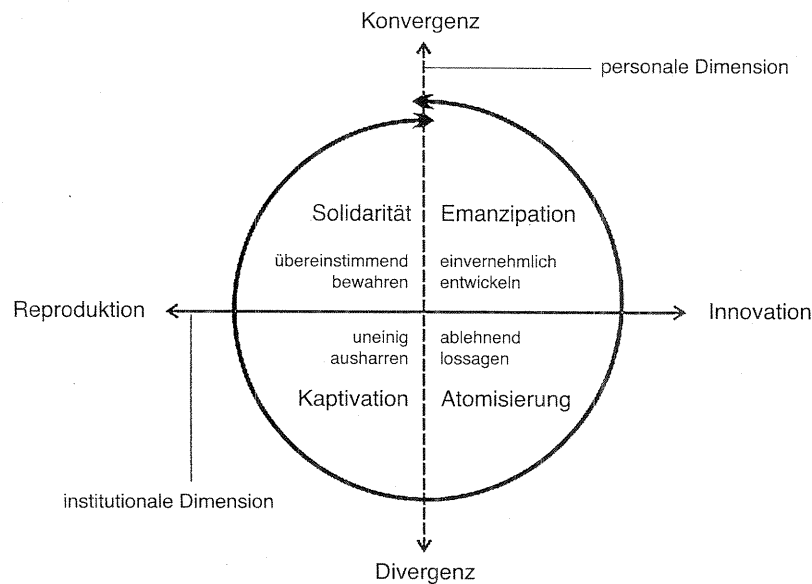 Konvergenz
personale Dimension
Solidarität
Emanzipation
übereinstimmend
bewahren
einvernehmlich
entwickeln
Reproduktion
Innovation
uneinig
ausharren
ablehnend
lossagen
Kaptivation
Atomisierung
institutionale Dimension
Divergenz